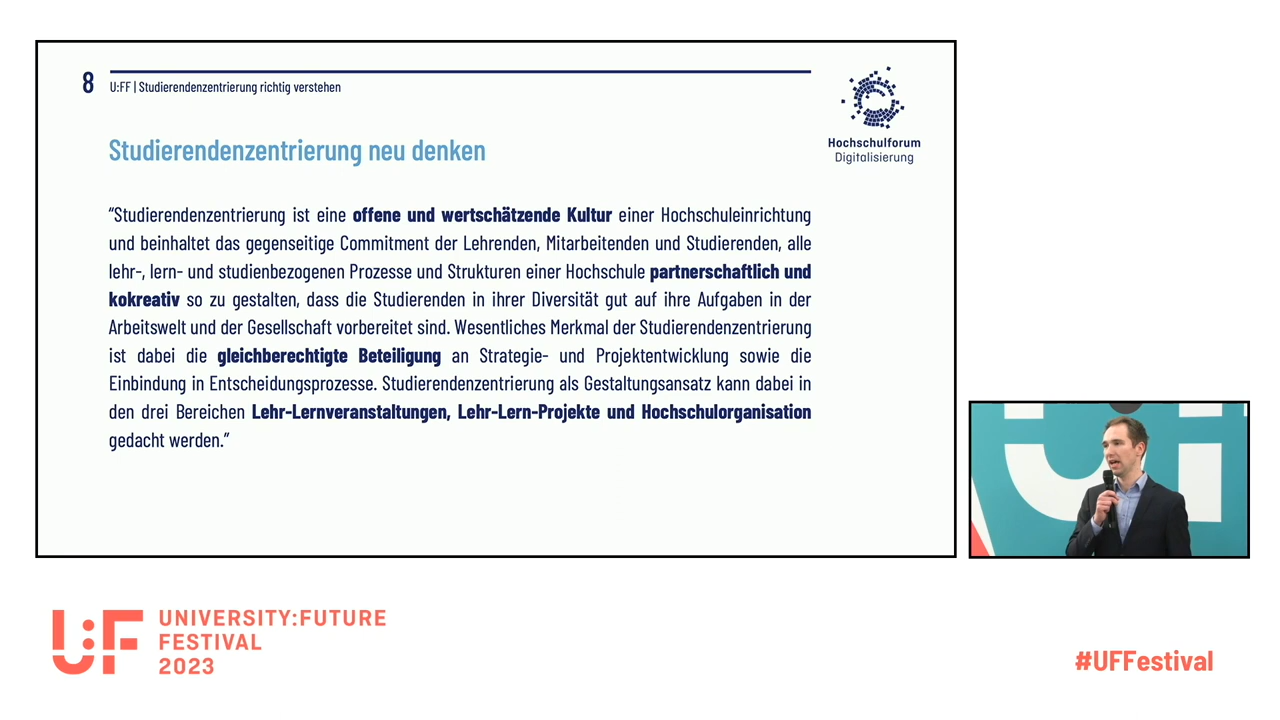 8
U:FF | Studierendenzentrierung richtig verstehen
Hochschulforum
Digitalisierung
Studierendenzentrierung neu denken
“Studierendenzentrierung ist eine offene und wertschätzende Kultur einer Hochschuleinrichtung
und beinhaltet das gegenseitige Commitment der Lehrenden, Mitarbeitenden und Studierenden, alle
lehr-, lern- und studienbezogenen Prozesse und Strukturen einer Hochschule partnerschaftlich und
kokreativ so zu gestalten, dass die Studierenden in ihrer Diversität gut auf ihre Aufgaben in der
Arbeitswelt und der Gesellschaft vorbereitet sind. Wesentliches Merkmal der Studierendenzentrierung
ist dabei die gleichberechtigte Beteiligung an Strategie- und Projektentwicklung sowie die
Einbindung in Entscheidungsprozesse. Studierendenzentrierung als Gestaltungsansatz kann dabei in
den drei Bereichen Lehr-Lernveranstaltungen, Lehr-Lern-Projekte und Hochschulorganisation
gedacht werden.”
U:F
UNIVERSITY:FUTURE
FESTIVAL
2023
#UFFestival